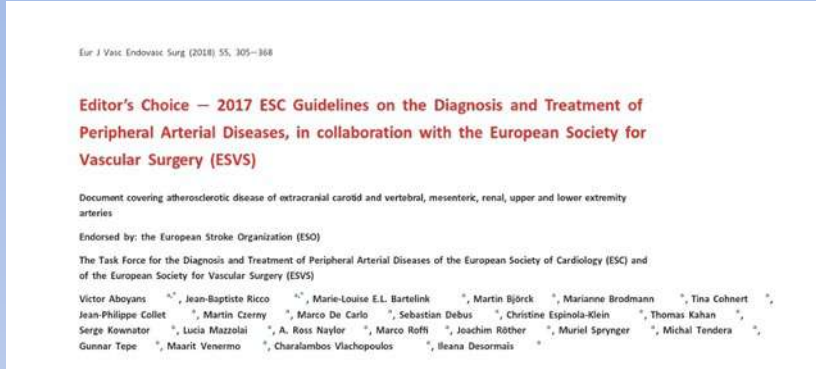 Eur J Vasc Endovasc Surg (2018) 55, 305–368
Editor's Choice – 2017 ESC Guidelines on the Diagnosis and Treatment of
Peripheral Arterial Diseases, in collaboration with the European Society for
Vascular Surgery (ESVS)
Document covering atherosclerotic disease of extracranial carotid and vertebral, mesenteric, renal, upper and lower extremity
arteries
Endorsed by: the European Stroke Organization (ESO)
The Task Force for the Diagnosis and Treatment of Peripheral Arterial Diseases of the European Society of Cardiology (ESC) and
of the European Society for Vascular Surgery (ESVS)
Victor Aboyans, Jean-Baptiste Ricco, Marie-Louise E.L. Bartelink, Martin Björck, Marianne Brodmann, Tina Cohnert,
Jean-Philippe Collet, Martin Czerny, Marco De Carlo, Sebastian Debus, Christine Espinola-Klein, Thomas Kahan,
Serge Kownator, Lucia Mazzolai, A. Ross Naylor, Marco Roffi, Joachim Röther, Muriel Sprynger, Michal Tendera,
Gunnar Tepe, Maarit Venermo, Charalambos Vlachopoulos, Ileana Desormais